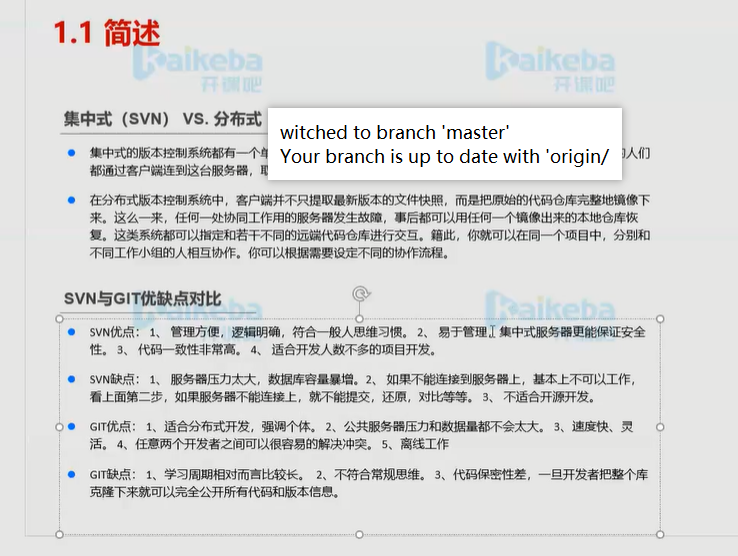 1.1 简述
Kaikeba
开课吧
Kaikeba
开课吧
集中式（SVN） VS. 分布式
witched to branch 'master'
Your branch is up to date with 'origin/
集中式的版本控制系统都有一个单
的人们
都通过客户端连到这台服务器，
在分布式版本控制系统中，客户端并不只提取最新版本的文件快照，而是把原始的代码仓库完整地镜像下
来。这么一来，任何一处协同工作用的服务器发生故障，事后都可以用任何一个镜像出来的本地仓库恢
复。这类系统都可以指定和若干不同的远端代码仓库进行交互。籍此，你就可以在同一个项目中，分别和
不同工作小组的人相互协作。你可以根据需要设定不同的协作流程。
Kaikeba
Kaikeba
SVN与GIT优缺点对比
SVN优点： 1、 管理方便，逻辑明确，符合一般人思维习惯。 2、 易于管理，集中式服务器更能保证安全
性。 3、 代码一致性非常高。 4、 适合开发人数不多的项目开发。
SVN缺点： 1、 服务器压力太大，数据库容量暴增。2、 如果不能连接到服务器上，基本上不可以工作，
看上面第二步，如果服务器不能连接上，就不能提交，还原，对比等等。 3、 不适合开源开发。
GIT优点： 1、适合分布式开发，强调个体。 2、公共服务器压力和数据量都不会太大。 3、速度快、灵
活。 4、任意两个开发者之间可以很容易的解决冲突。 5、离线工作
GIT缺点： 1、学习周期相对而言比较长。 2、不符合常规思维。 3、代码保密性差，一旦开发者把整个库
克隆下来就可以完全公开所有代码和版本信息。